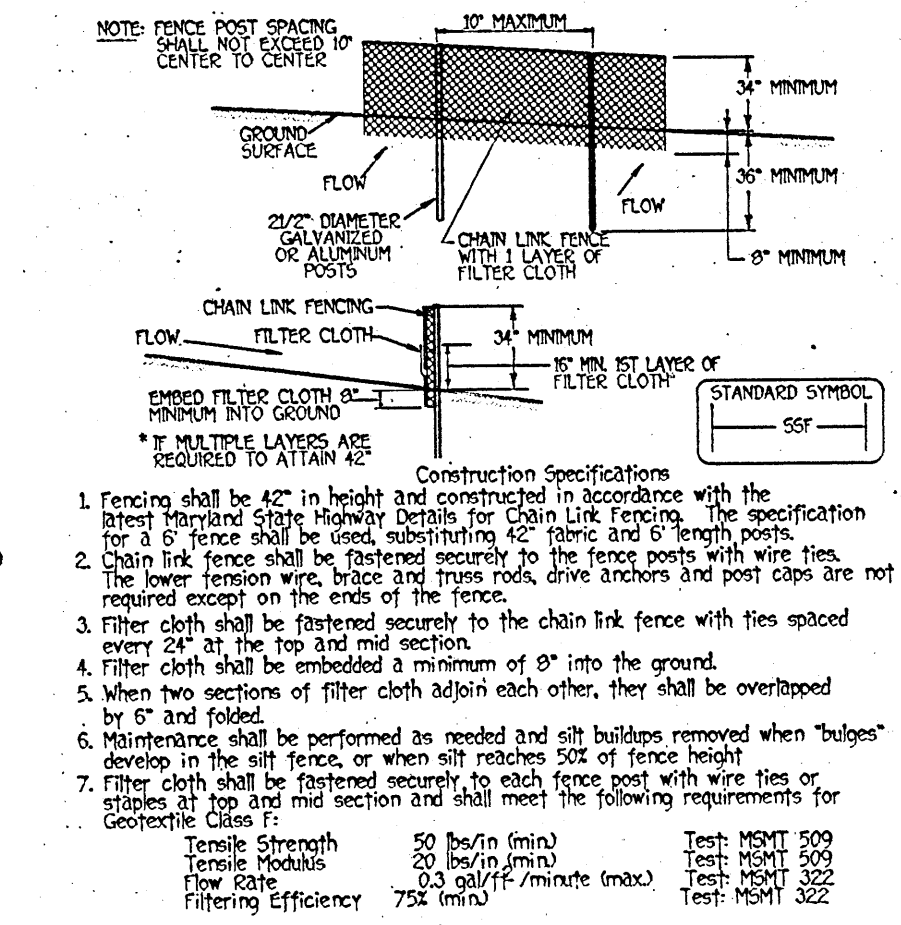 NOTE: FENCE POST SPACING
SHALL NOT EXCEED 10'
CENTER TO CENTER
10' MAXIMUM
34" MINIMUM
GROUND
SURFACE
FLOW
36" MINIMUM
FLOW
21/2" DIAMETER
GALVANIZED
OR ALUMINUM
POSTS
CHAIN LINK FENCE
WITH 1 LAYER OF
FILTER CLOTH
8" MINIMUM
CHAIN LINK FENCING
FLOW
FILTER CLOTH
34" MINIMUM
16" MIN. 1ST LAYER OF
FILTER CLOTH*
EMBED FILTER CLOTH 8"
MINIMUM INTO GROUND
* IF MULTIPLE LAYERS ARE
REQUIRED TO ATTAIN 42"
STANDARD SYMBOL
SSF
Construction Specifications
1. Fencing shall be 42" in height and constructed in accordance with the
latest Maryland State Highway Details for Chain Link Fencing. The specification
for a 6' fence shall be used, substituting 42" fabric and 6' length posts.
2. Chain link fence shall be fastened securely to the fence posts with wire ties.
The lower tension wire, brace and truss rods, drive anchors and post caps are not
required except on the ends of the fence.
3. Filter cloth shall be fastened securely to the chain link fence with ties spaced
every 24" at the top and mid section.
4. Filter cloth shall be embedded a minimum of 8" into the ground.
5. When two sections of filter cloth adjoin each other, they shall be overlapped
by 6" and folded.
6. Maintenance shall be performed as needed and silt buildups removed when "bulges"
develop in the silt fence, or when silt reaches 50% of fence height
7. Filter cloth shall be fastened securely to each fence post with wire ties or
staples at top and mid section and shall meet the following requirements for
Geotextile Class F:
Tensile Strength 50 lbs/in (min.) Test: MSMT 509
Tensile Modulus 20 lbs/in (min.) Test: MSMT 509
Flow Rate 0.3 gal/ft /minute (max.) Test: MSMT 322
Filtering Efficiency 75% (min.) Test: MSMT 322